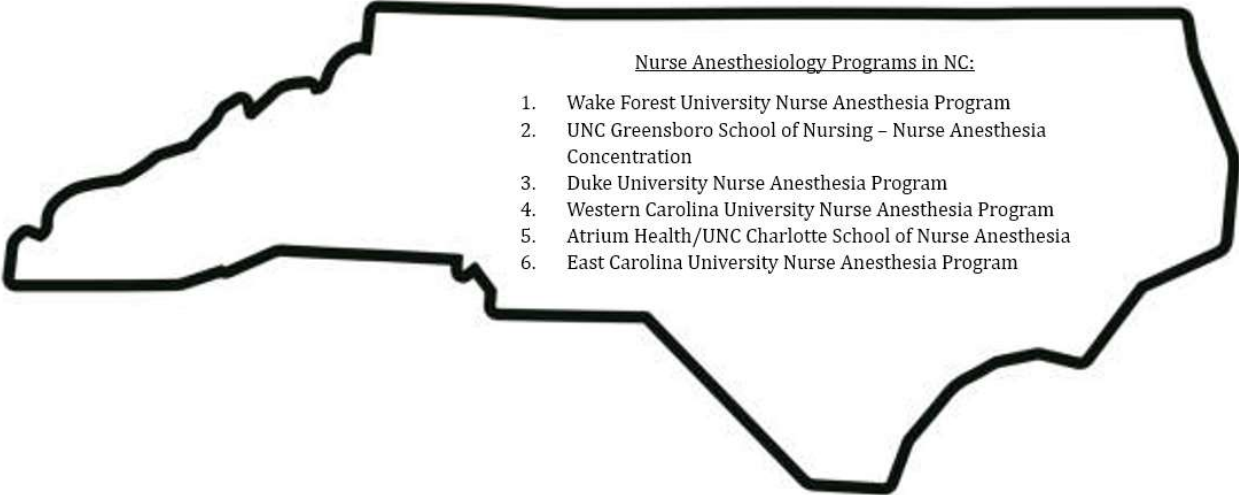 Nurse Anesthesiology Programs in NC:
1. Wake Forest University Nurse Anesthesia Program
2. UNC Greensboro School of Nursing – Nurse Anesthesia
Concentration
3. Duke University Nurse Anesthesia Program
4. Western Carolina University Nurse Anesthesia Program
5. Atrium Health/UNC Charlotte School of Nurse Anesthesia
6. East Carolina University Nurse Anesthesia Program